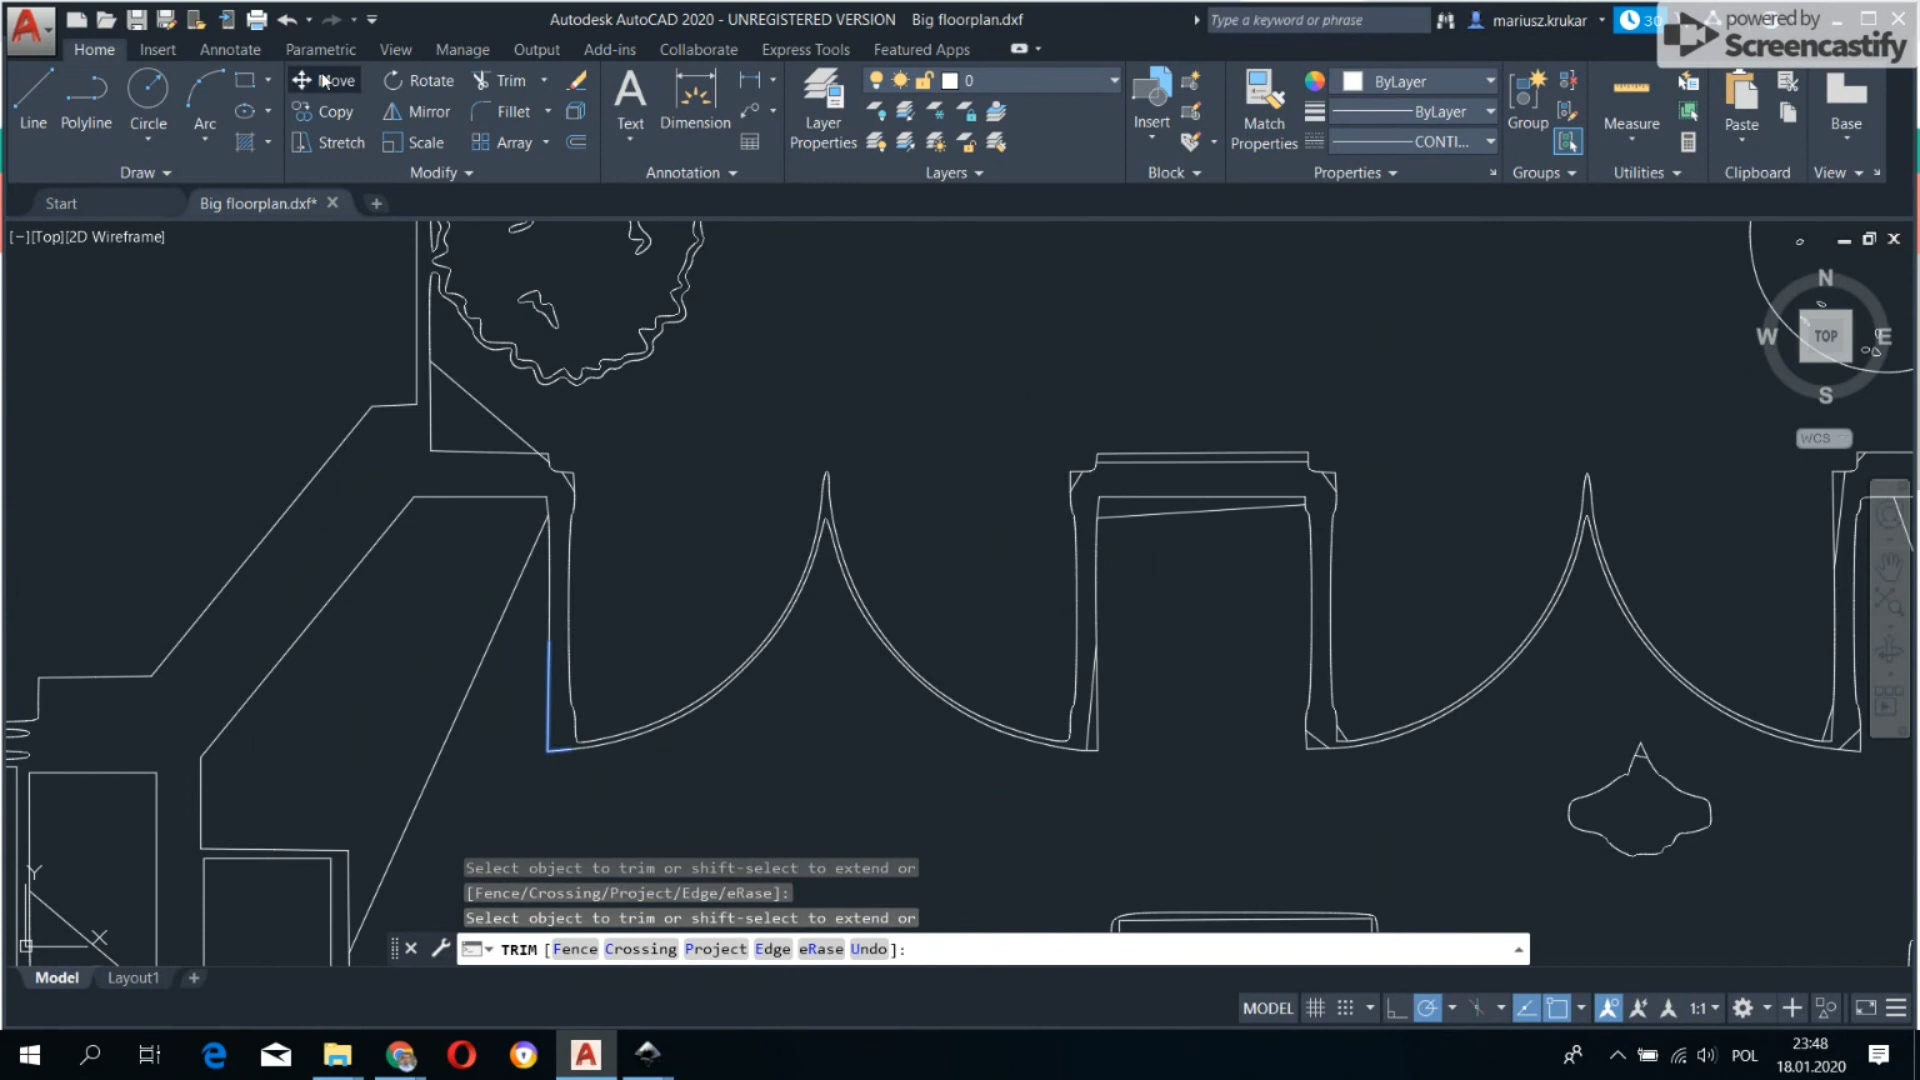 Autodesk AutoCAD 2020 - UNREGISTERED VERSION Big floorplan.dxf
Type a keyword or phrase
mariusz.krukar
30
powered by
Screencastify
Home Insert Annotate Parametric View Manage Output Add-ins Collaborate Express Tools Featured Apps
Move Rotate Trim
0
ByLayer
Line Polyline Circle Arc
Copy Mirror Fillet
Text Dimension
Layer
Properties
Insert
Match
Properties
ByLayer
Group Measure Paste Base
Stretch Scale Array
CONTI...
Draw Modify Annotation Layers Block Properties Groups Utilities Clipboard View
Start Big floorplan.dxf*
[−][Top][2D Wireframe]
N
W TOP E
S
WCS
Y
X
Select object to trim or shift-select to extend or
[Fence/Crossing/Project/Edge/eRase]:
Select object to trim or shift-select to extend or
TRIM [Fence Crossing Project Edge eRase Undo]:
Model Layout1
MODEL 1:1
POL
23:48
18.01.2020